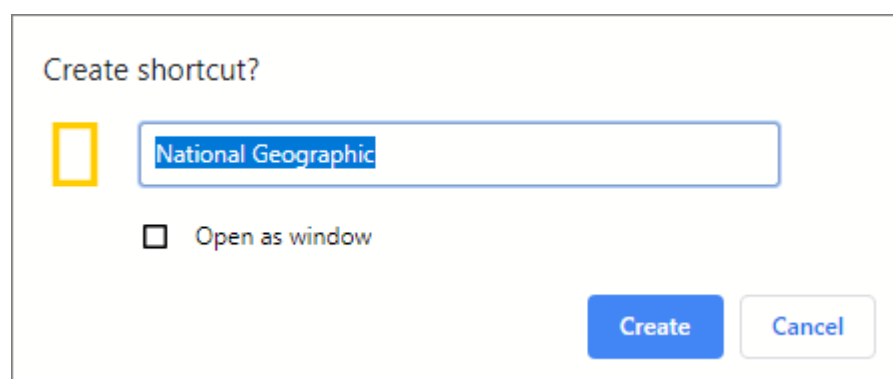 Create shortcut?
National Geographic
Open as window
Create Cancel